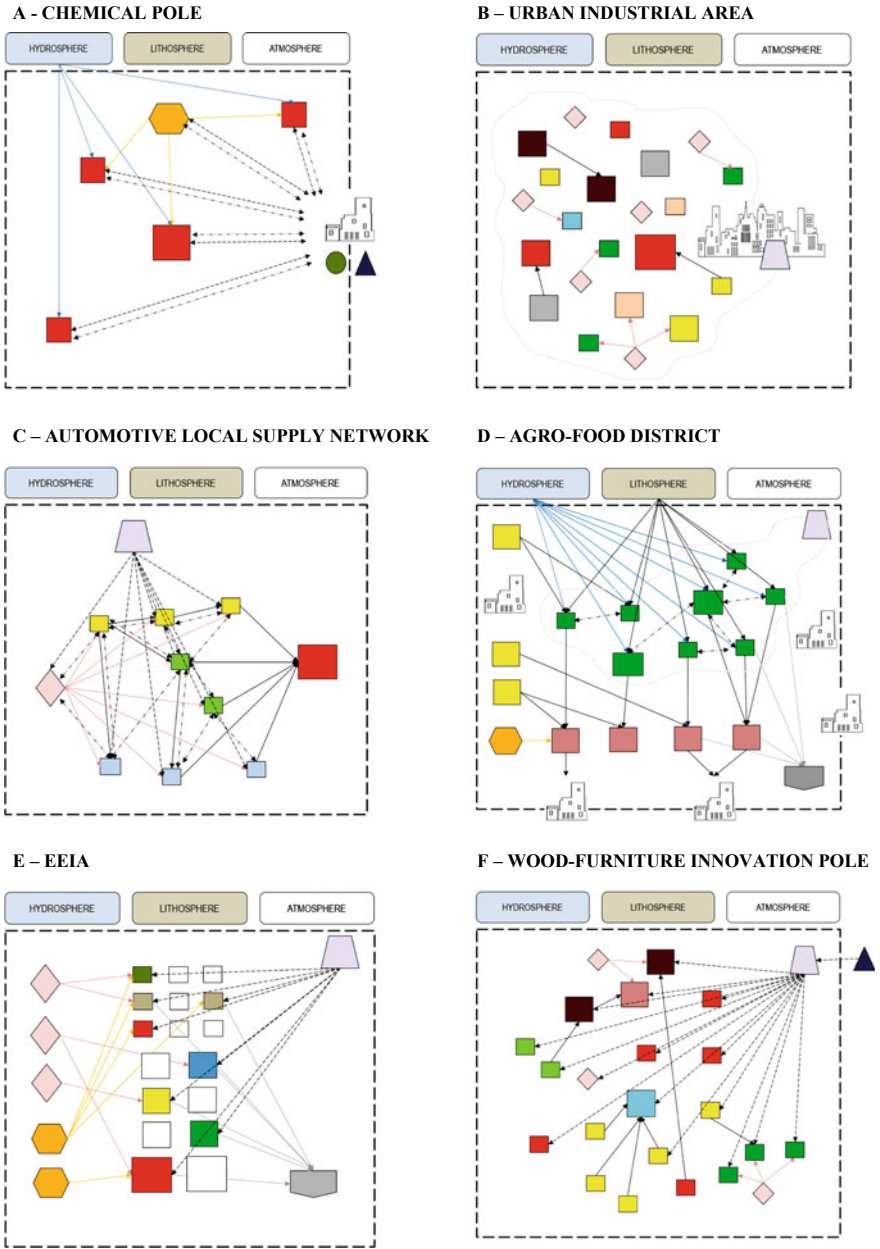 A - CHEMICAL POLE
B – URBAN INDUSTRIAL AREA
HYDROSPHERE LITHOSPHERE ATMOSPHERE
HYDROSPHERE LITHOSPHERE ATMOSPHERE
C – AUTOMOTIVE LOCAL SUPPLY NETWORK
D – AGRO-FOOD DISTRICT
HYDROSPHERE LITHOSPHERE ATMOSPHERE
HYDROSPHERE LITHOSPHERE ATMOSPHERE
E – EEIA
F – WOOD-FURNITURE INNOVATION POLE
HYDROSPHERE LITHOSPHERE ATMOSPHERE
HYDROSPHERE LITHOSPHERE ATMOSPHERE